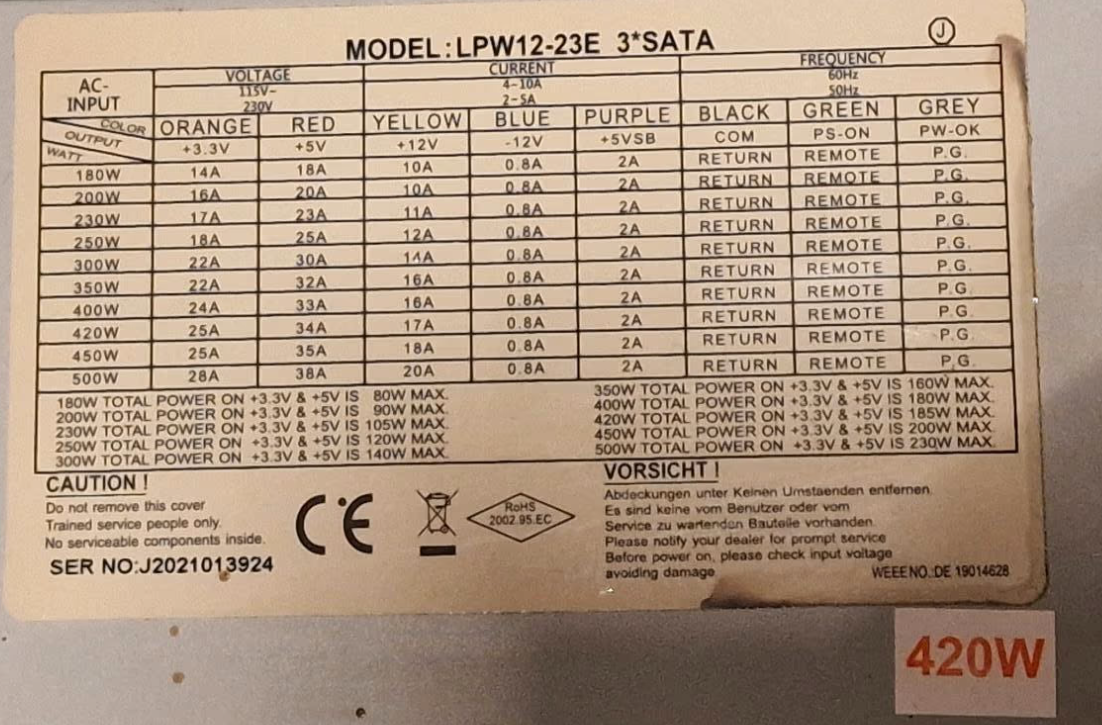 MODEL:LPW12-23E 3*SATA
J
AC-INPUT VOLTAGE CURRENT FREQUENCY
115V~ 4-10A 60Hz
230V 2-5A 50Hz
COLOR ORANGE RED YELLOW BLUE PURPLE BLACK GREEN GREY
OUTPUT +3.3V +5V +12V -12V +5VSB COM PS-ON PW-OK
WATT
180W 14A 18A 10A 0.8A 2A RETURN REMOTE P.G.
200W 16A 20A 10A 0.8A 2A RETURN REMOTE P.G.
230W 17A 23A 11A 0.8A 2A RETURN REMOTE P.G.
250W 18A 25A 12A 0.8A 2A RETURN REMOTE P.G.
300W 22A 30A 14A 0.8A 2A RETURN REMOTE P.G.
350W 22A 32A 16A 0.8A 2A RETURN REMOTE P.G.
400W 24A 33A 16A 0.8A 2A RETURN REMOTE P.G.
420W 25A 34A 17A 0.8A 2A RETURN REMOTE P.G.
450W 25A 35A 18A 0.8A 2A RETURN REMOTE P.G.
500W 28A 38A 20A 0.8A 2A RETURN REMOTE P.G.
180W TOTAL POWER ON +3.3V & +5V IS 80W MAX.
200W TOTAL POWER ON +3.3V & +5V IS 90W MAX.
230W TOTAL POWER ON +3.3V & +5V IS 105W MAX.
250W TOTAL POWER ON +3.3V & +5V IS 120W MAX.
300W TOTAL POWER ON +3.3V & +5V IS 140W MAX.
350W TOTAL POWER ON +3.3V & +5V IS 160W MAX.
400W TOTAL POWER ON +3.3V & +5V IS 180W MAX.
420W TOTAL POWER ON +3.3V & +5V IS 185W MAX.
450W TOTAL POWER ON +3.3V & +5V IS 200W MAX.
500W TOTAL POWER ON +3.3V & +5V IS 230W MAX.
CAUTION !
Do not remove this cover
Trained service people only.
No serviceable components inside.
SER NO:J2021013924
CE
RoHS
2002.95.EC
VORSICHT !
Abdeckungen unter Keinen Umstaenden entfernen.
Es sind keine vom Benutzer oder vom
Service zu wartenden Bauteile vorhanden.
Please notify your dealer for prompt service
Before power on, please check input voltage
avoiding damage
WEEE NO.:DE 19014628
420W